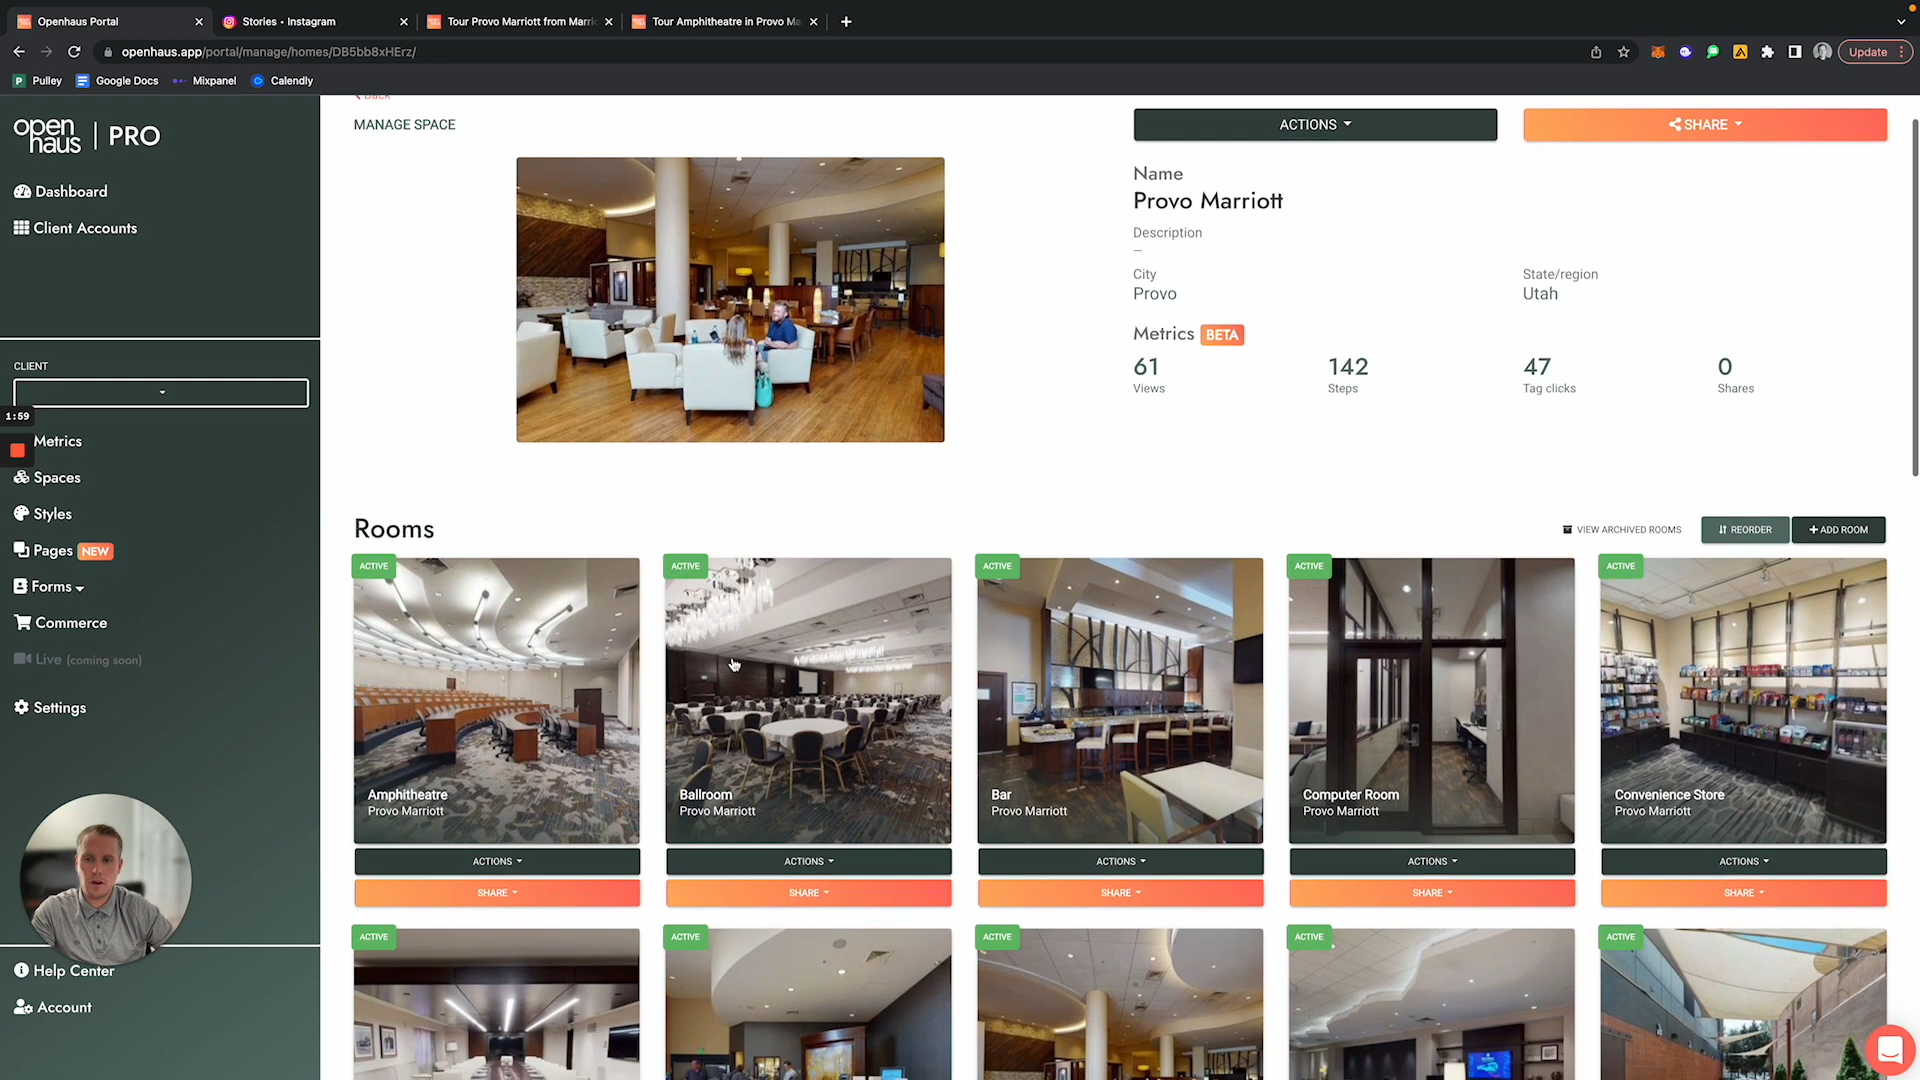 Openhaus Portal
Stories • Instagram
Tour Provo Marriott from Marri
Tour Amphitheatre in Provo Ma
openhaus.app/portal/manage/homes/DB5bb8xHErz/
Update
Pulley
Google Docs
Mixpanel
Calendly
open haus | PRO
Dashboard
Client Accounts
CLIENT
1:59
Metrics
Spaces
Styles
Pages NEW
Forms
Commerce
Live (coming soon)
Settings
Help Center
Account
Back
MANAGE SPACE
ACTIONS
SHARE
Name
Provo Marriott
Description
—
City
State/region
Provo
Utah
Metrics BETA
61
142
47
0
Views
Steps
Tag clicks
Shares
Rooms
VIEW ARCHIVED ROOMS
REORDER
+ ADD ROOM
ACTIVE
ACTIVE
ACTIVE
ACTIVE
ACTIVE
Amphitheatre
Provo Marriott
Ballroom
Provo Marriott
Bar
Provo Marriott
Computer Room
Provo Marriott
Convenience Store
Provo Marriott
ACTIONS
ACTIONS
ACTIONS
ACTIONS
ACTIONS
SHARE
SHARE
SHARE
SHARE
SHARE
ACTIVE
ACTIVE
ACTIVE
ACTIVE
ACTIVE